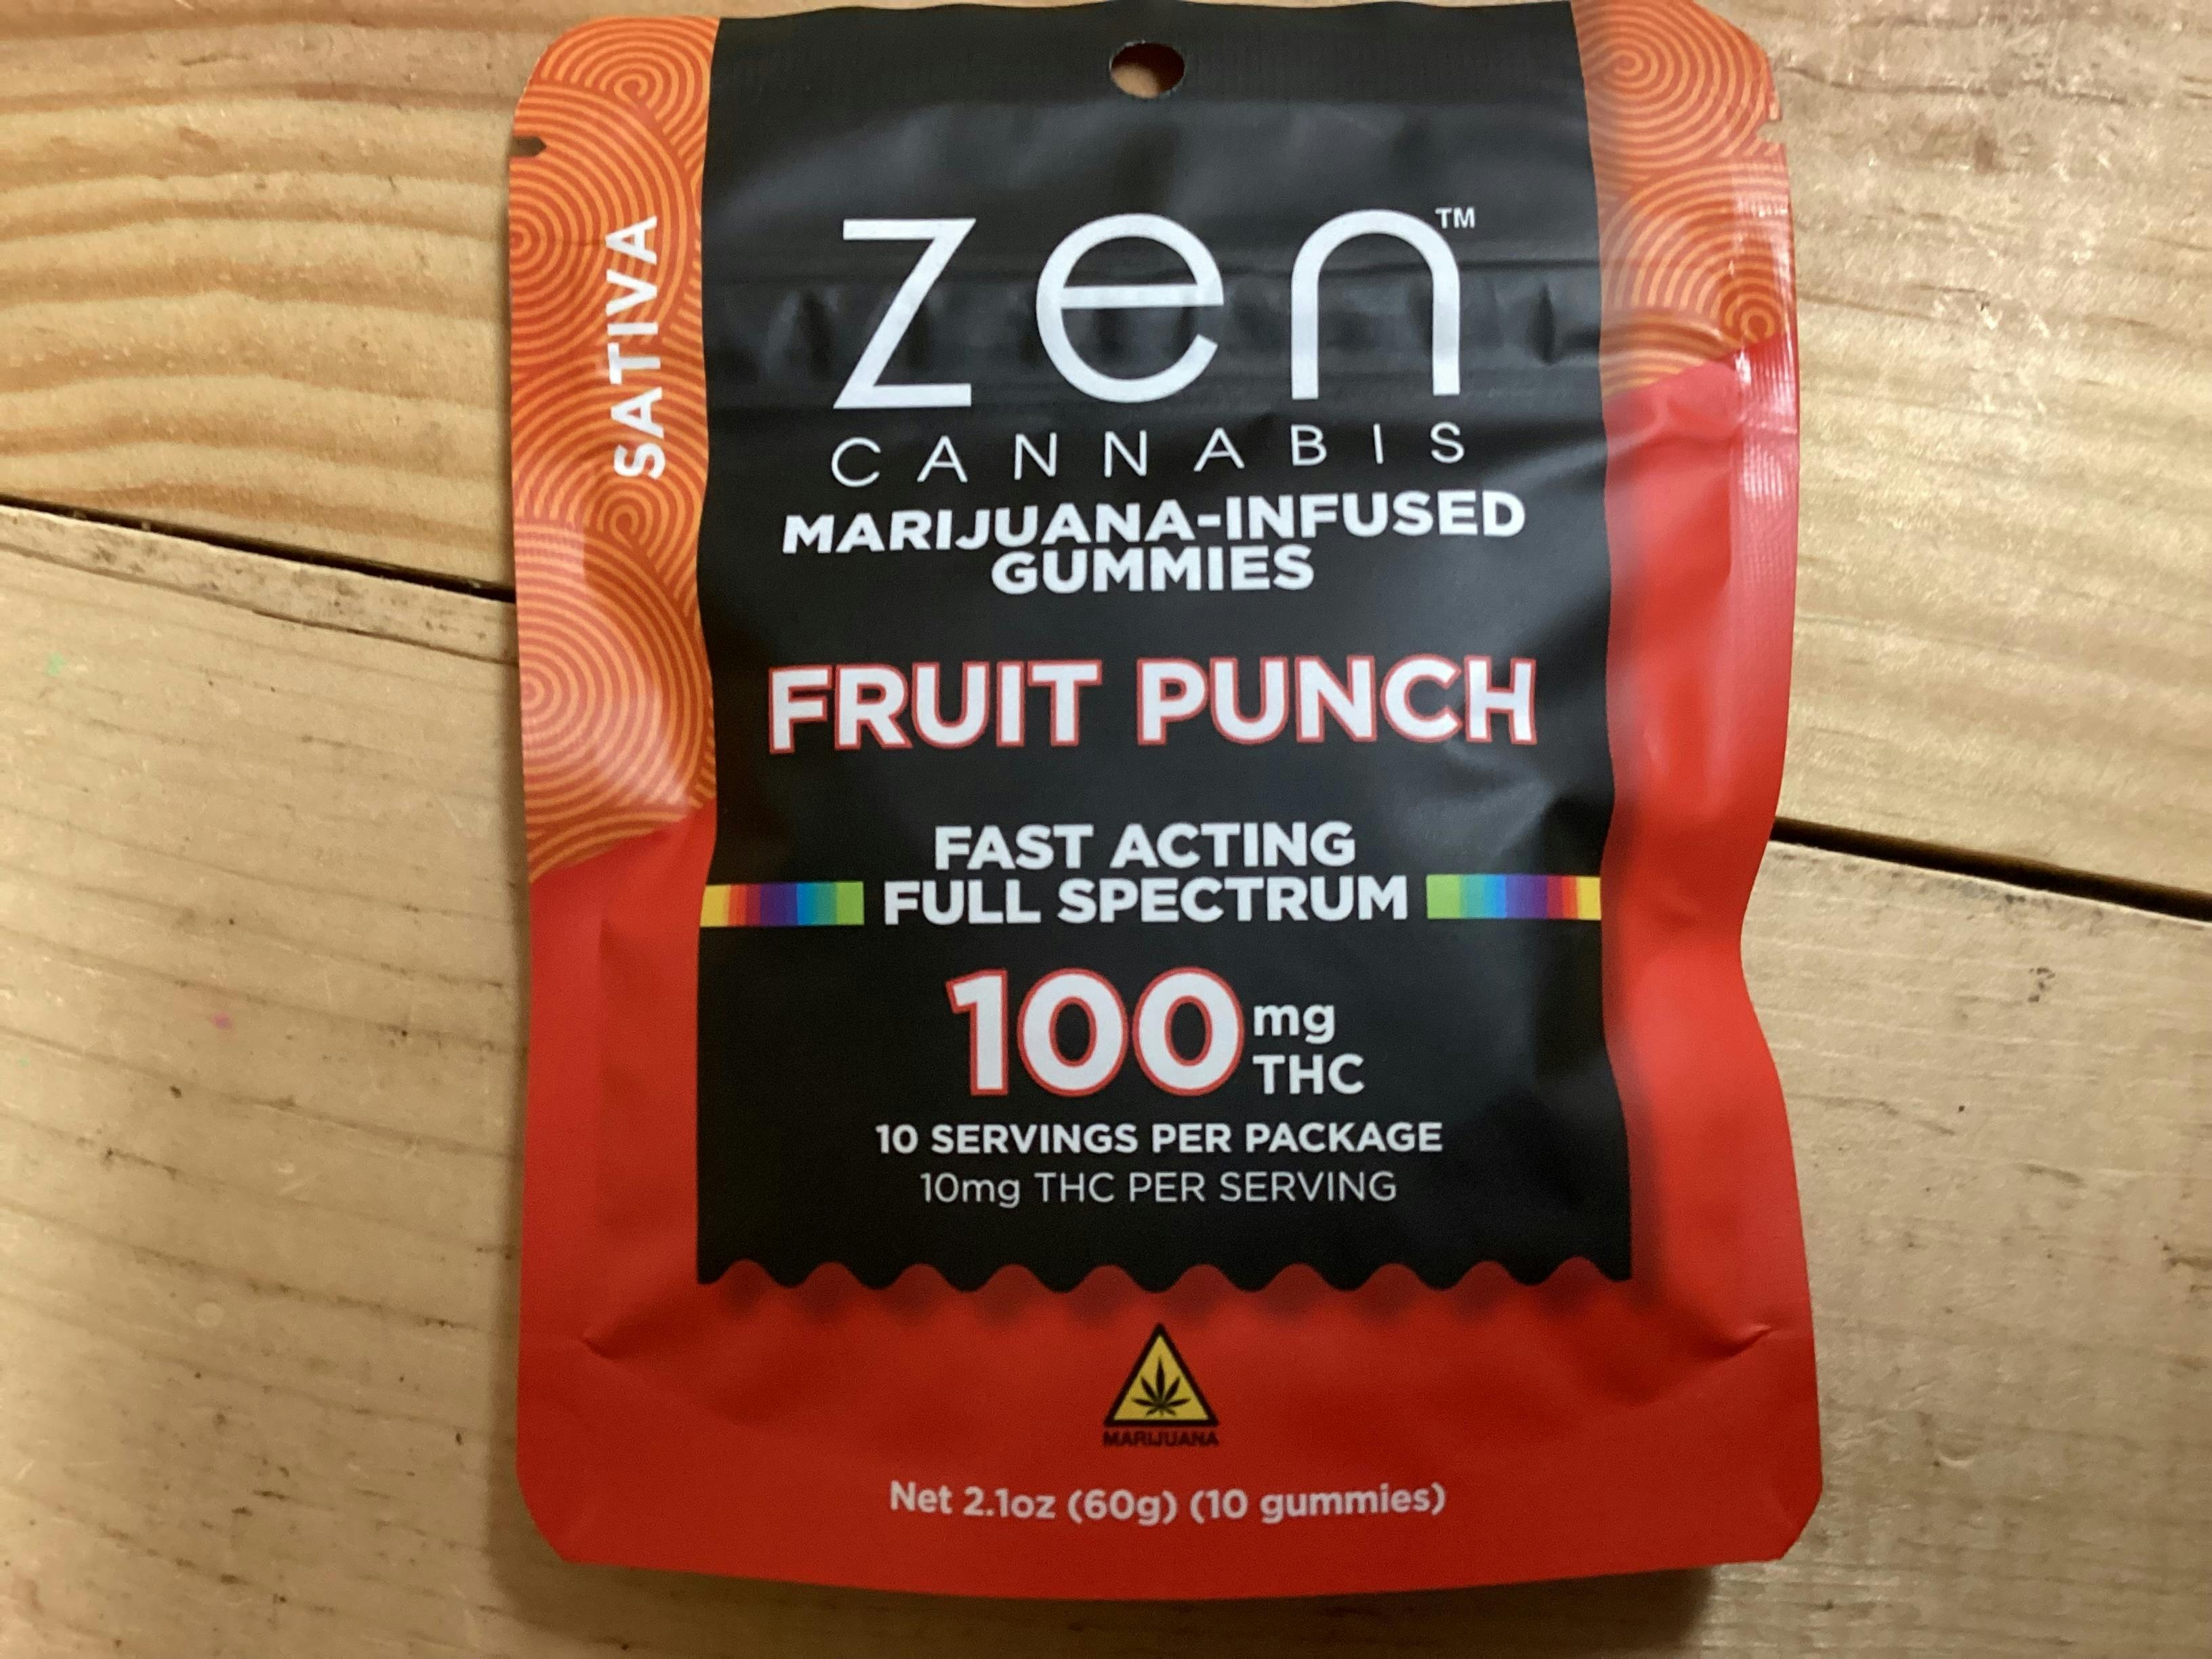 SATIVA
zen™
CANNABIS
MARIJUANA-INFUSED
GUMMIES
FRUIT PUNCH
FAST ACTING
FULL SPECTRUM
100 mg
THC
10 SERVINGS PER PACKAGE
10mg THC PER SERVING
MARIJUANA
Net 2.1oz (60g) (10 gummies)